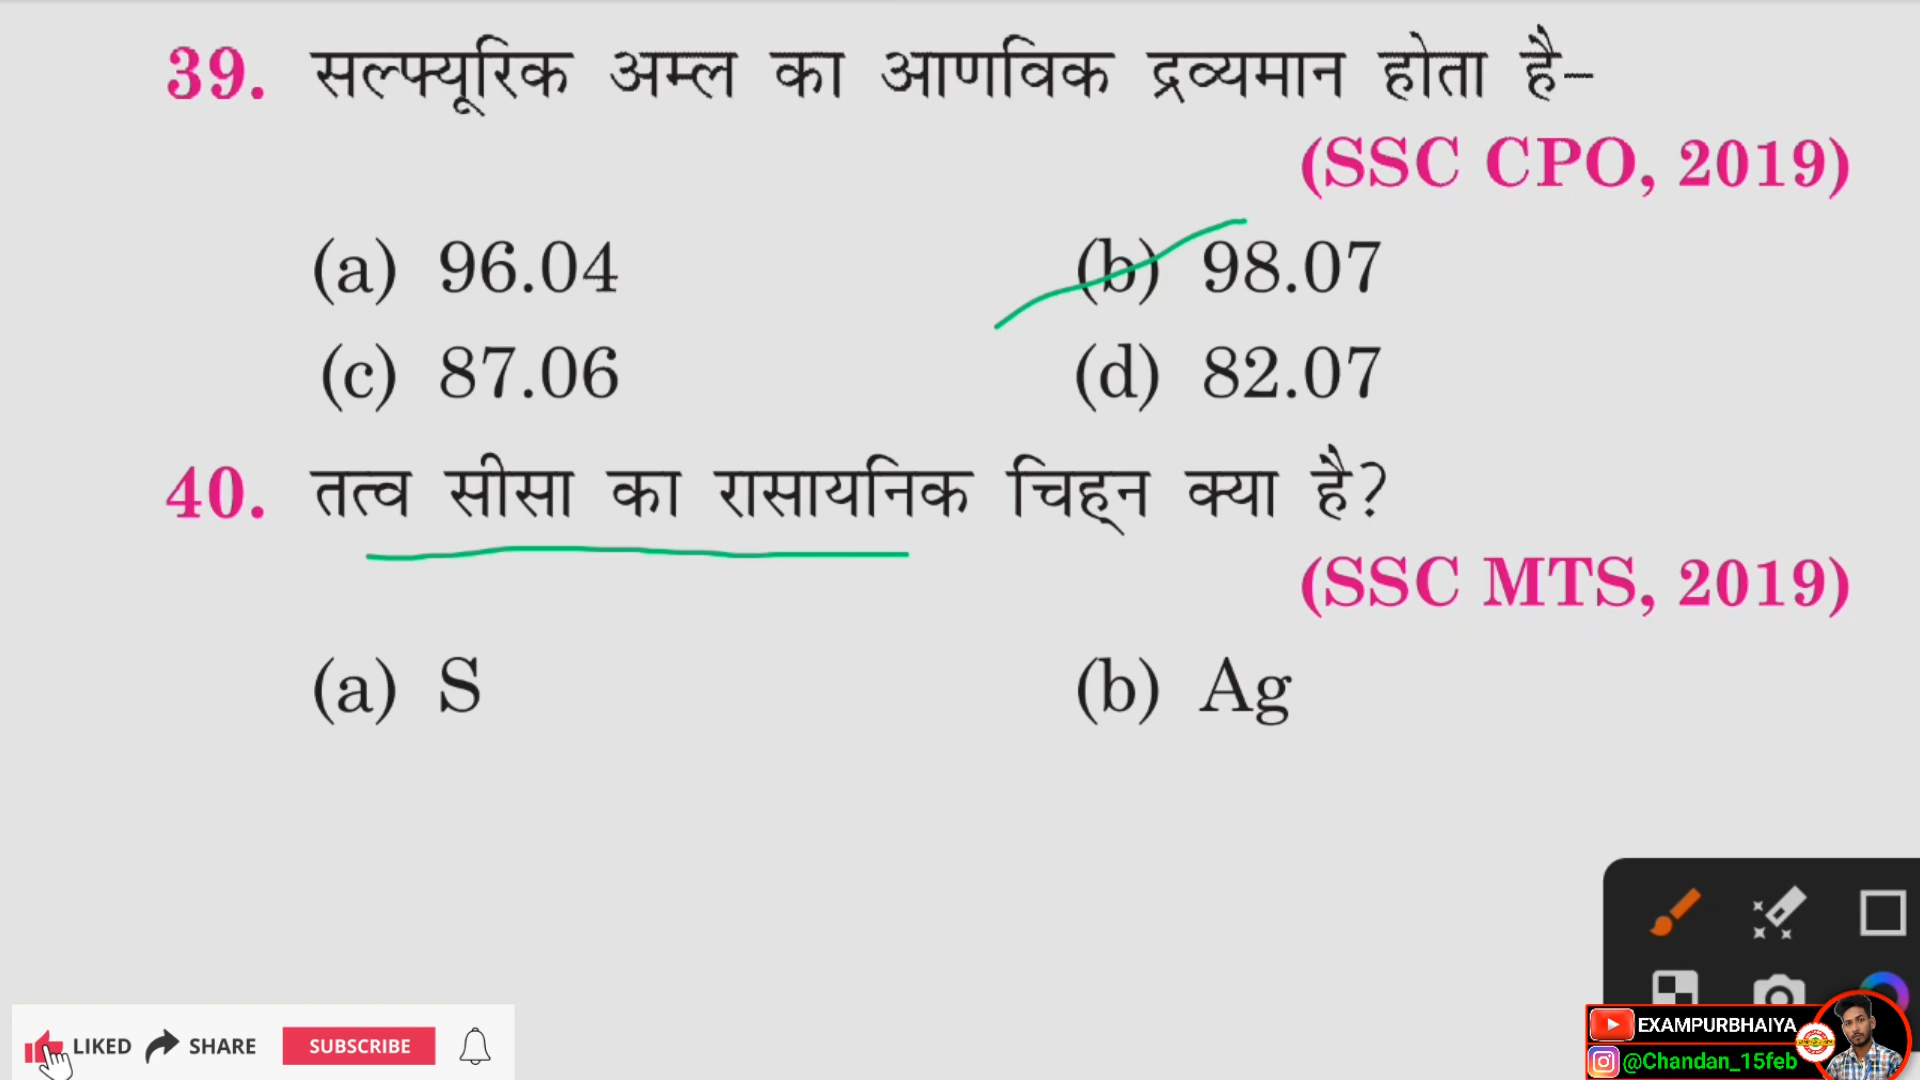 39. सल्फ्यूरिक अम्ल का आणविक द्रव्यमान होता है–
(SSC CPO, 2019)
(a) 96.04 (b) 98.07
(c) 87.06 (d) 82.07
40. तत्व सीसा का रासायनिक चिह्न क्या है?
(SSC MTS, 2019)
(a) S (b) Ag
LIKED SHARE SUBSCRIBE
EXAMPURBHAIYA
@Chandan_15feb